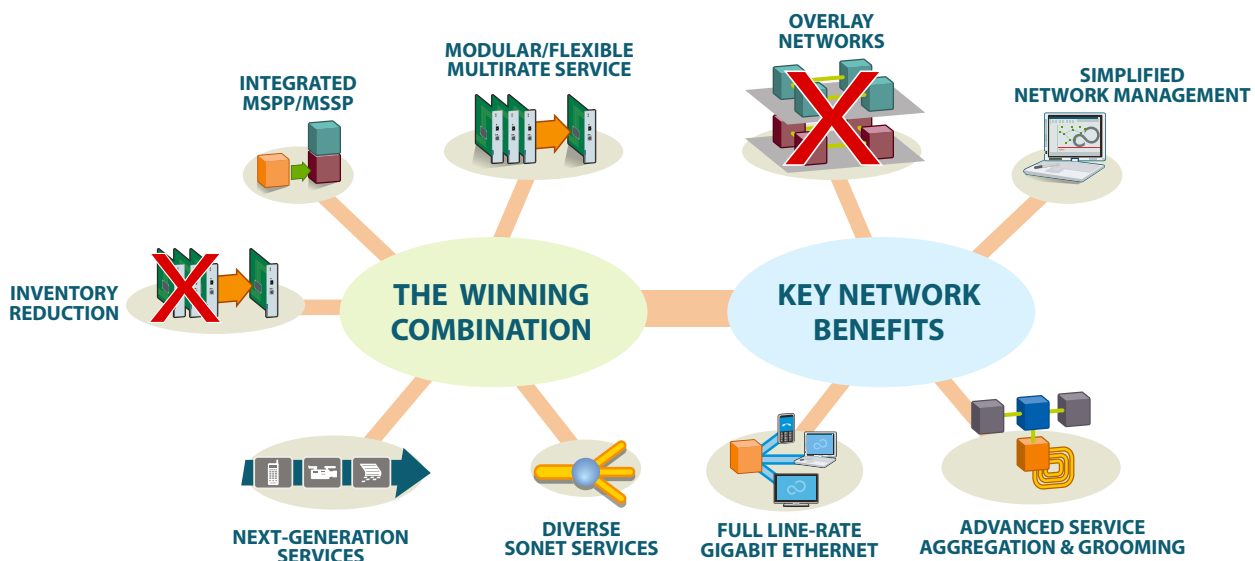 OVERLAY
NETWORKS
MODULAR/FLEXIBLE
MULTIRATE SERVICE
SIMPLIFIED
NETWORK MANAGEMENT
INTEGRATED
MSPP/MSSP
INVENTORY
REDUCTION
THE WINNING
COMBINATION
KEY NETWORK
BENEFITS
NEXT-GENERATION
SERVICES
DIVERSE
SONET SERVICES
FULL LINE-RATE
GIGABIT ETHERNET
ADVANCED SERVICE
AGGREGATION & GROOMING